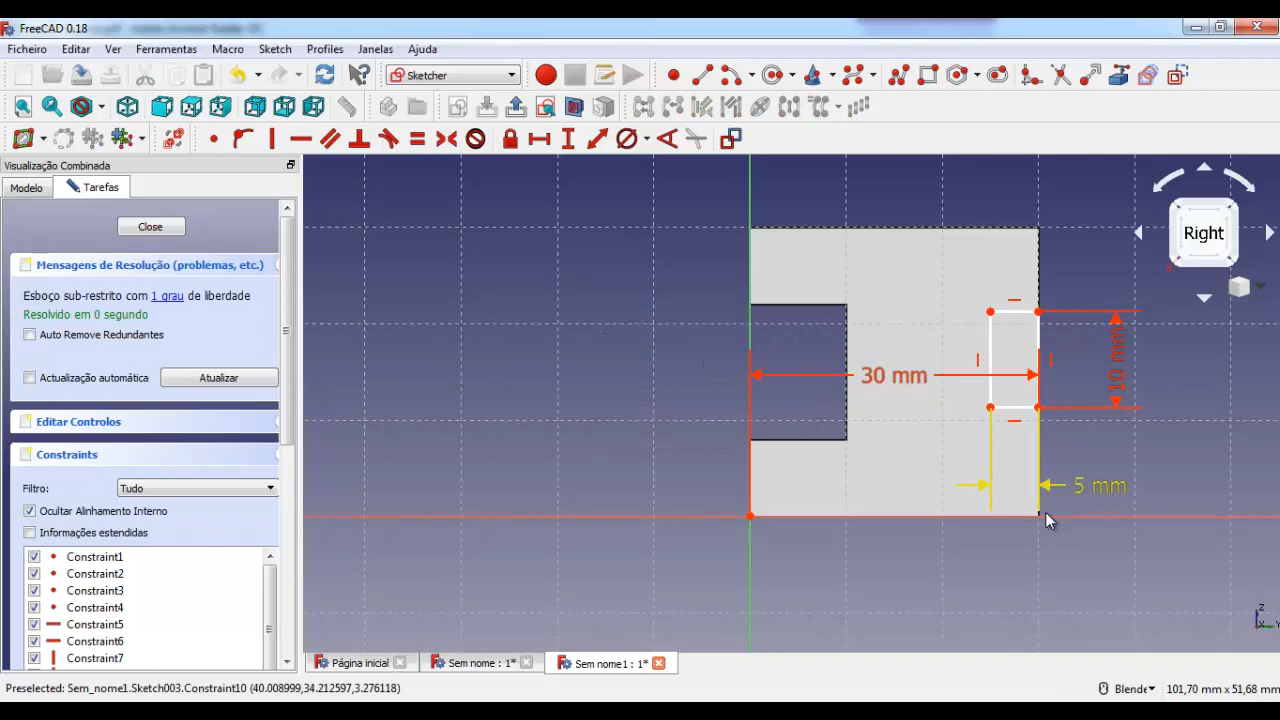 FreeCAD 0.18
Ficheiro Editar Ver Ferramentas Macro Sketch Profiles Janelas Ajuda
Sketcher
Visualização Combinada
Modelo Tarefas
Close
Mensagens de Resolução (problemas, etc.)
Esboço sub-restrito com 1 grau de liberdade
Resolvido em 0 segundo
Auto Remove Redundantes
Actualização automática Atualizar
Editar Controlos
Constraints
Filtro: Tudo
Ocultar Alinhamento Interno
Informações estendidas
Constraint1
Constraint2
Constraint3
Constraint4
Constraint5
Constraint6
Constraint7
Right
30 mm
10 mm
5 mm
Z
X Y
Página inicial Sem nome : 1* Sem nome1 : 1*
Preselected: Sem_nome1.Sketch003.Constraint10 (40.008999,34.212597,3.276118) Blende 101,70 mm x 51,68 mm